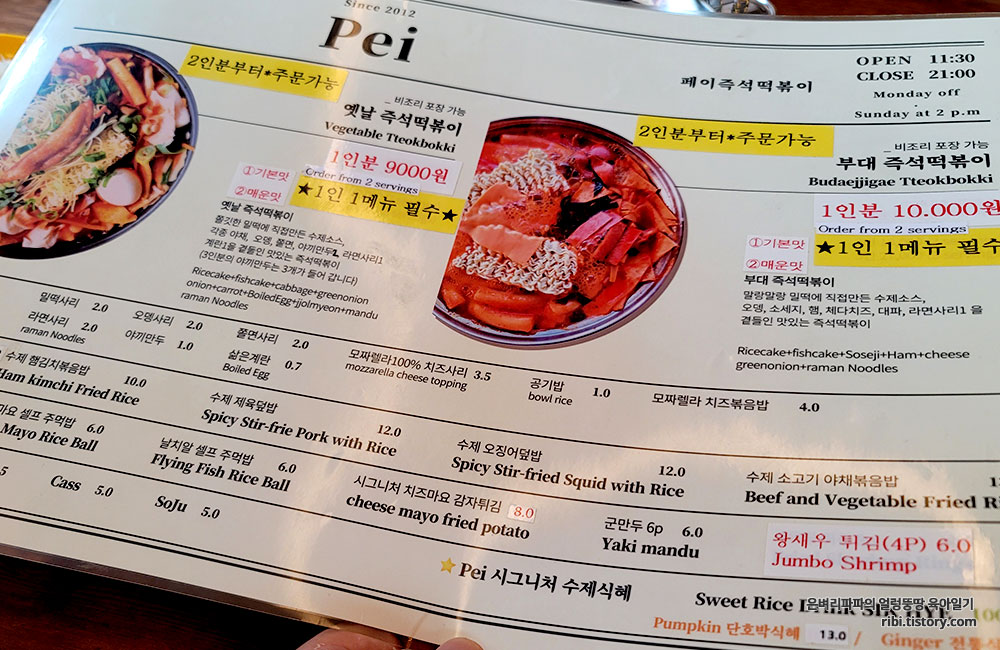 Since 2012
Pei
페이즉석떡볶이
OPEN 11:30
CLOSE 21:00
Monday off
Sunday at 2 p.m
2인분부터*주문가능
_ 비조리 포장 가능
옛날 즉석떡볶이
Vegetable Tteokbokki
1인분 9000원
Order from 2 servings
①기본맛
②매운맛
★1인 1메뉴 필수★
옛날 즉석떡볶이
쫄깃한 밀떡에 직접만든 수제소스,
각종 야채, 오뎅, 쫄면, 야끼만두1, 라면사리1
계란1을 곁들인 맛있는 즉석떡볶이
(3인분의 야끼만두는 3개가 들어 갑니다)
Ricecake+fishcake+cabbage+greenonion
onion+carrot+BoiledEgg+jjolmyeon+mandu
raman Noodles
2인분부터*주문가능
_ 비조리 포장 가능
부대 즉석떡볶이
Budaejjigae Tteokbokki
1인분 10.000원
Order from 2 servings
①기본맛
②매운맛
★1인 1메뉴 필수
부대 즉석떡볶이
말랑말랑 밀떡에 직접만든 수제소스,
오뎅, 소세지, 햄, 체다치즈, 대파, 라면사리1 을
곁들인 맛있는 즉석떡볶이
Ricecake+fishcake+Soseji+Ham+cheese
greenonion+raman Noodles
밀떡사리 2.0
오뎅사리 2.0
쫄면사리 2.0
모짜렐라100% 치즈사리 3.5
mozzarella cheese topping
공기밥 1.0
bowl rice
모짜렐라 치즈볶음밥 4.0
라면사리 2.0
raman Noodles
야끼만두 1.0
삶은계란 0.7
Boiled Egg
수제 햄김치볶음밥 10.0
Ham kimchi Fried Rice
수제 제육덮밥 12.0
Spicy Stir-frie Pork with Rice
수제 오징어덮밥 12.0
Spicy Stir-fried Squid with Rice
수제 소고기 야채볶음밥
Beef and Vegetable Fried
마요 셀프 주먹밥 6.0
Mayo Rice Ball
날치알 셀프 주먹밥 6.0
Flying Fish Rice Ball
시그니처 치즈마요 감자튀김 8.0
cheese mayo fried potato
군만두 6p 6.0
Yaki mandu
왕새우 튀김(4P) 6.0
Jumbo Shrimp
Cass 5.0
SoJu 5.0
★Pei 시그니처 수제식혜
Sweet Rice
Pumpkin 단호박식혜 13.0 / Ginger
은벼리파파의 얼렁뚱땅 육아일기
ribi.tistory.com